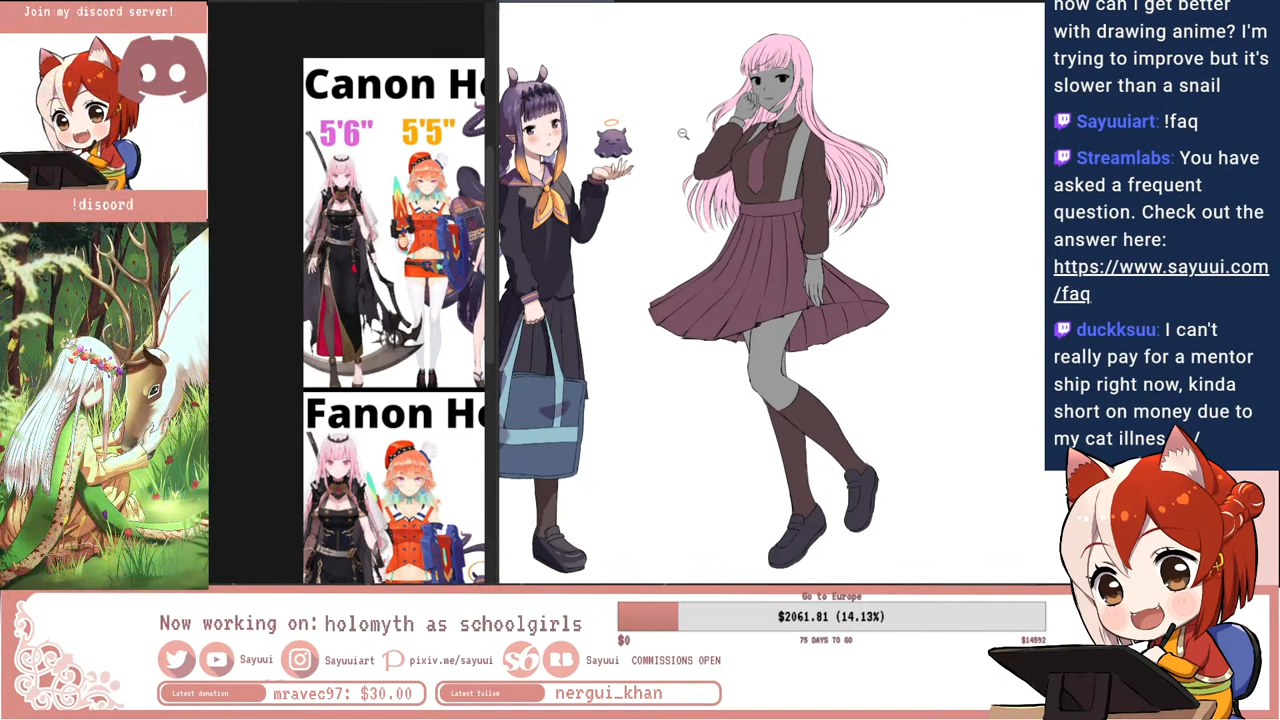 Join my discord server!
!discord
Canon H
5'6"
5'5"
Fanon H
how can I get better
with drawing anime? I'm
trying to improve but it's
slower than a snail
Sayuuiart: !faq
Streamlabs: You have
asked a frequent
question. Check out the
answer here:
https://www.sayuui.com
/faq
duckksuu: I can't
really pay for a mentor
ship right now, kinda
short on money due to
my cat illnes
Now working on: holomyth as schoolgirls
Sayuui
Sayuuiart
pixiv.me/sayuui
Sayuui
COMMISSIONS OPEN
Latest donation
mravec97: $30.00
Latest follow
nergui_khan
Go to Europe
$2061.81 (14.13%)
$0
75 DAYS TO GO
$14592